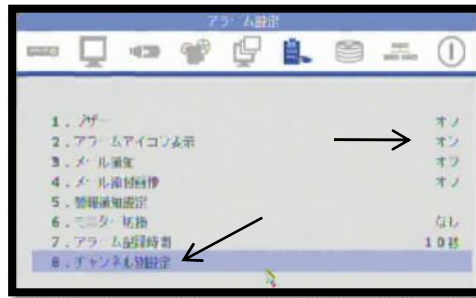 アラーム設定
1. ブザー オフ
2. アラームアイコン表示 オン
3. メール通知 オフ
4. メール添付画像 オフ
5. 警報通知設定
6. モニター切換 なし
7. アラーム記録時間 10秒
8. チャンネル別設定